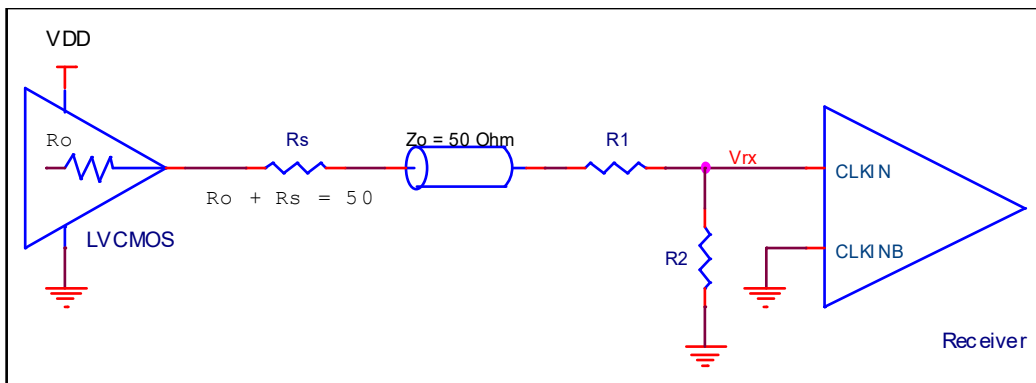 VDD
Ro
Rs
Zo = 50 Ohm
R1
Vrx
CLKIN
Ro + Rs = 50
LVCMOS
R2
CLKINB
Receiver